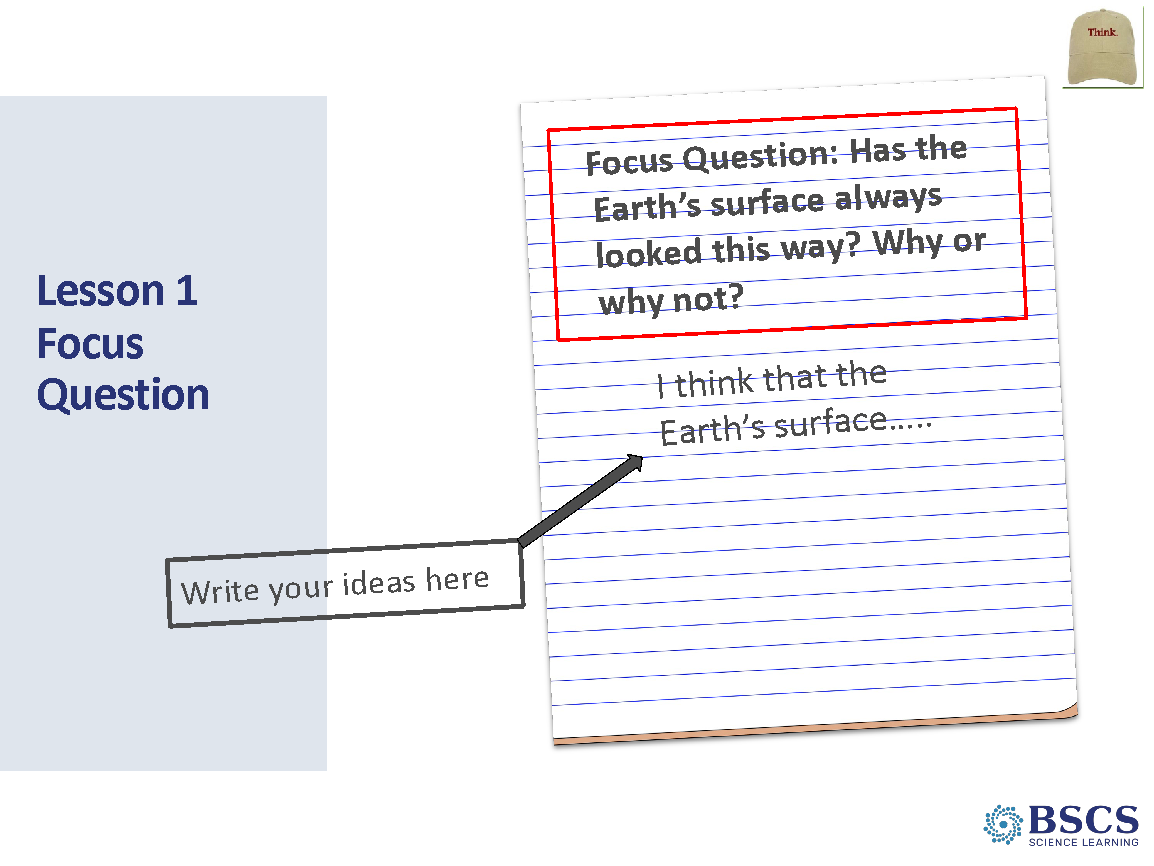 Think.
Lesson 1
Focus
Question
Focus Question: Has the
Earth’s surface always
looked this way? Why or
why not?
I think that the
Earth’s surface.....
Write your ideas here
BSCS
SCIENCE LEARNING